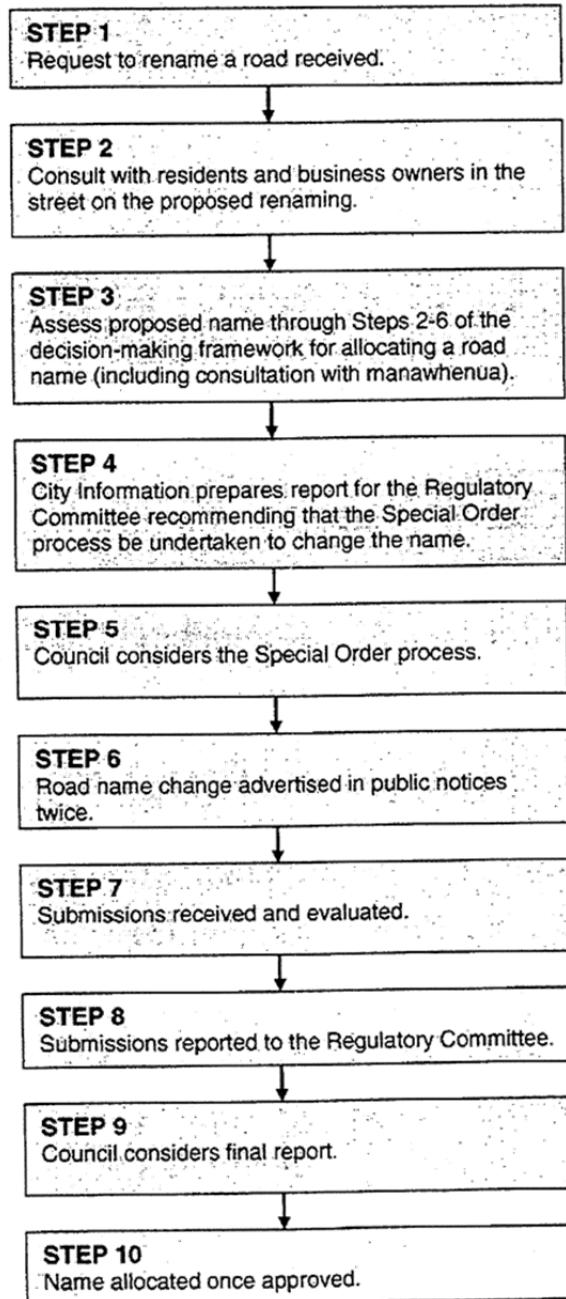 STEP 1
Request to rename a road received.
STEP 2
Consult with residents and business owners in the
street on the proposed renaming.
STEP 3
Assess proposed name through Steps 2-6 of the
decision-making framework for allocating a road
name (including consultation with manawhenua).
STEP 4
City Information prepares report for the Regulatory
Committee recommending that the Special Order
process be undertaken to change the name.
STEP 5
Council considers the Special Order process.
STEP 6
Road name change advertised in public notices
twice.
STEP 7
Submissions received and evaluated.
STEP 8
Submissions reported to the Regulatory Committee.
STEP 9
Council considers final report.
STEP 10
Name allocated once approved.